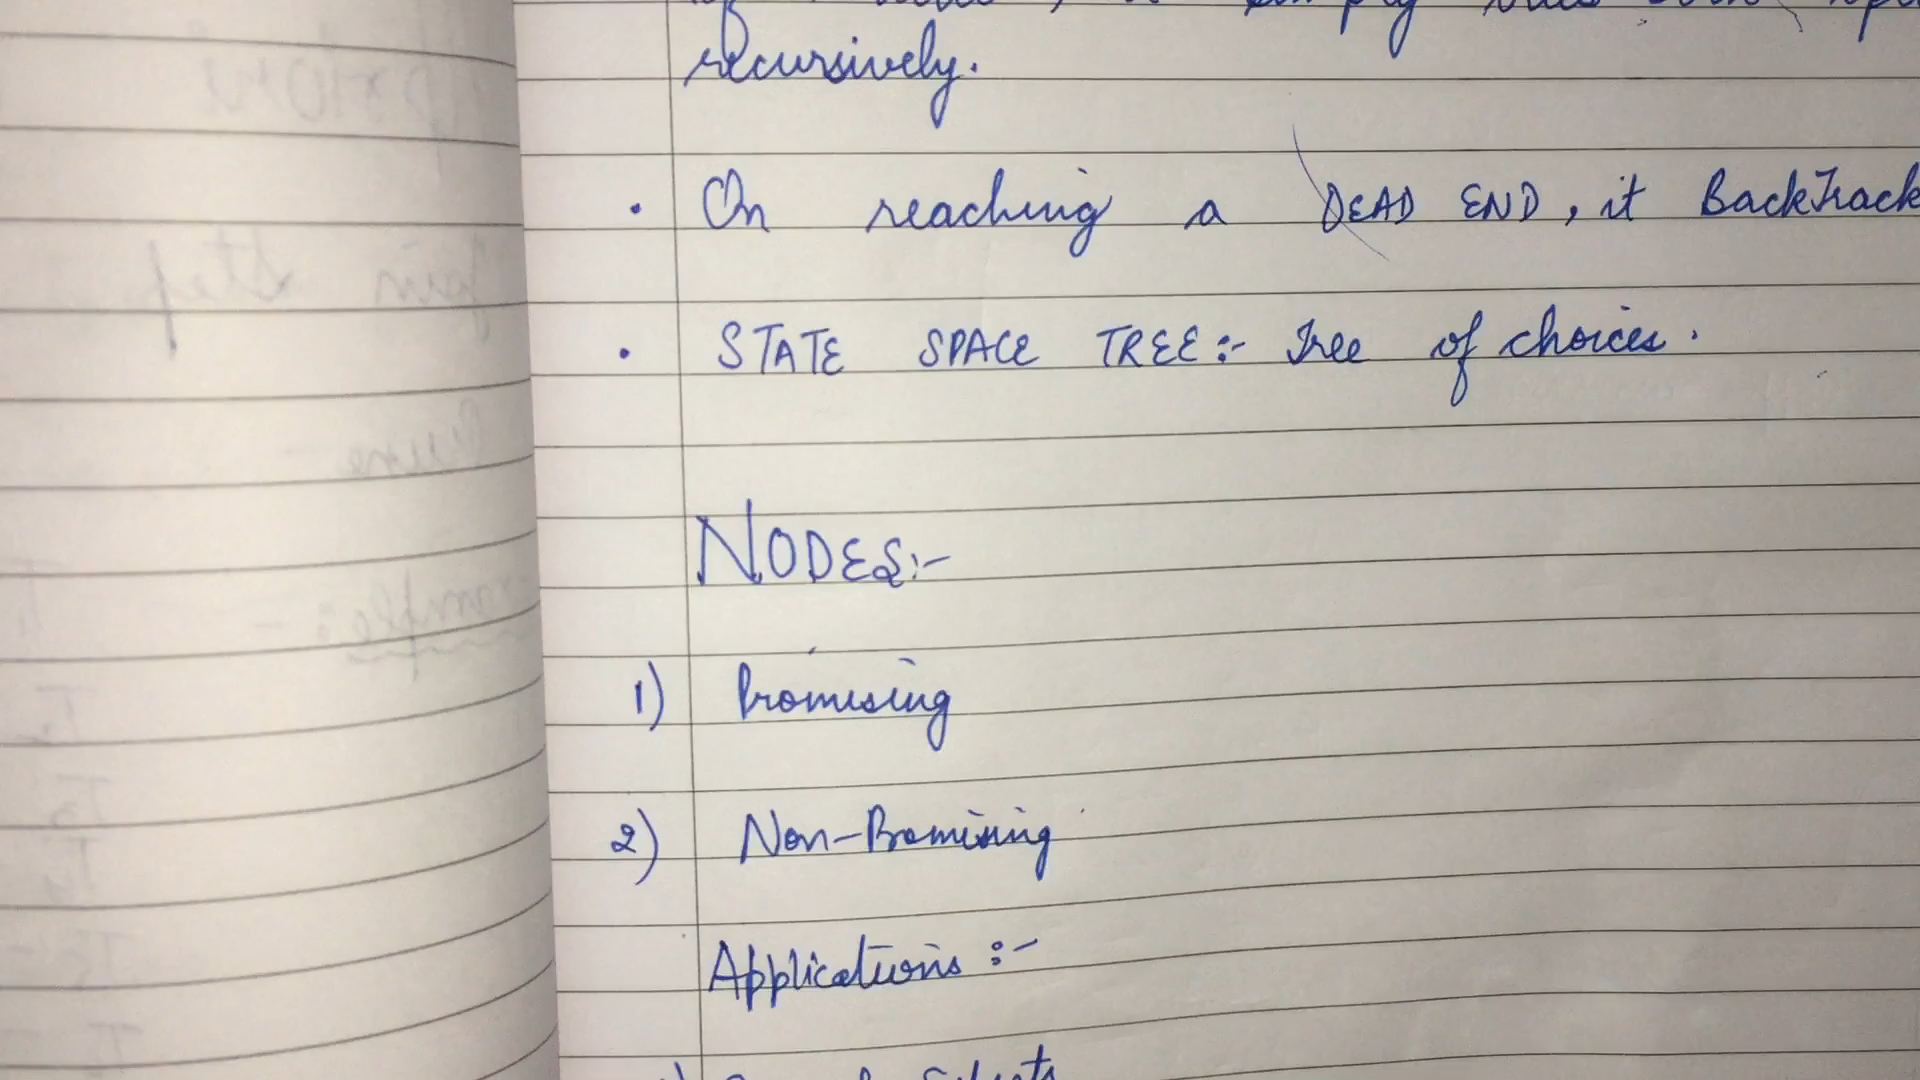 recursively.
• On reaching a DEAD END, it BackTrack
• STATE SPACE TREE :- Tree of choices.
NODES:-
1) Promising
2) Non-Promising
Applications :-